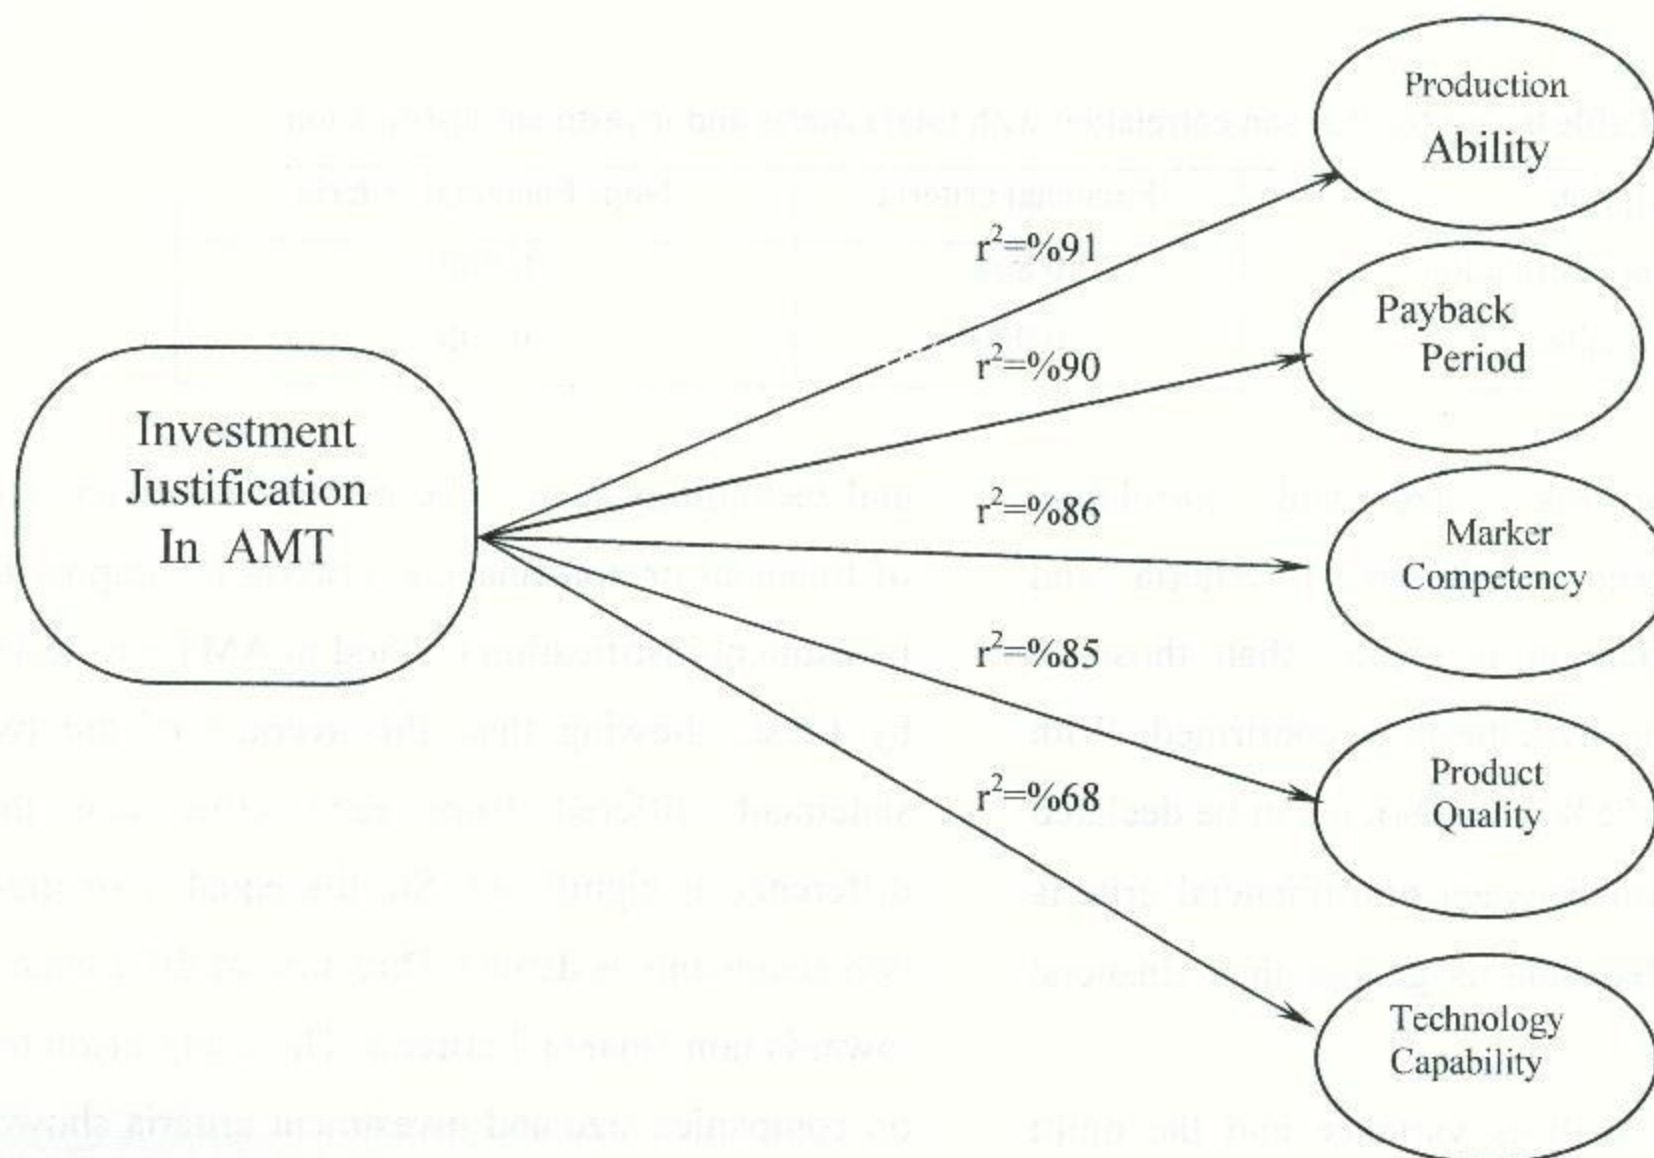 Production
Ability
r²=%91
Payback
Period
r²=%90
Investment
Justification
In AMT
r²=%86
Marker
Competency
r²=%85
Product
Quality
r²=%68
Technology
Capability